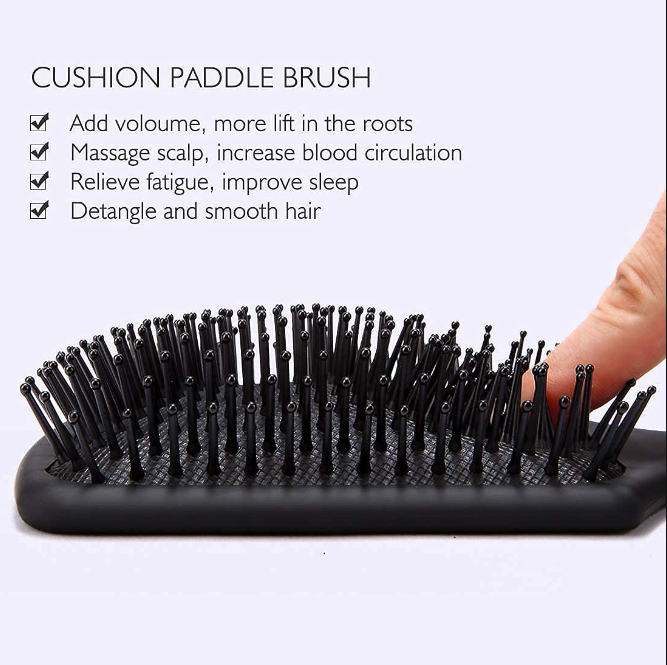 CUSHION PADDLE BRUSH
Add voloume, more lift in the roots
Massage scalp, increase blood circulation
Relieve fatigue, improve sleep
Detangle and smooth hair